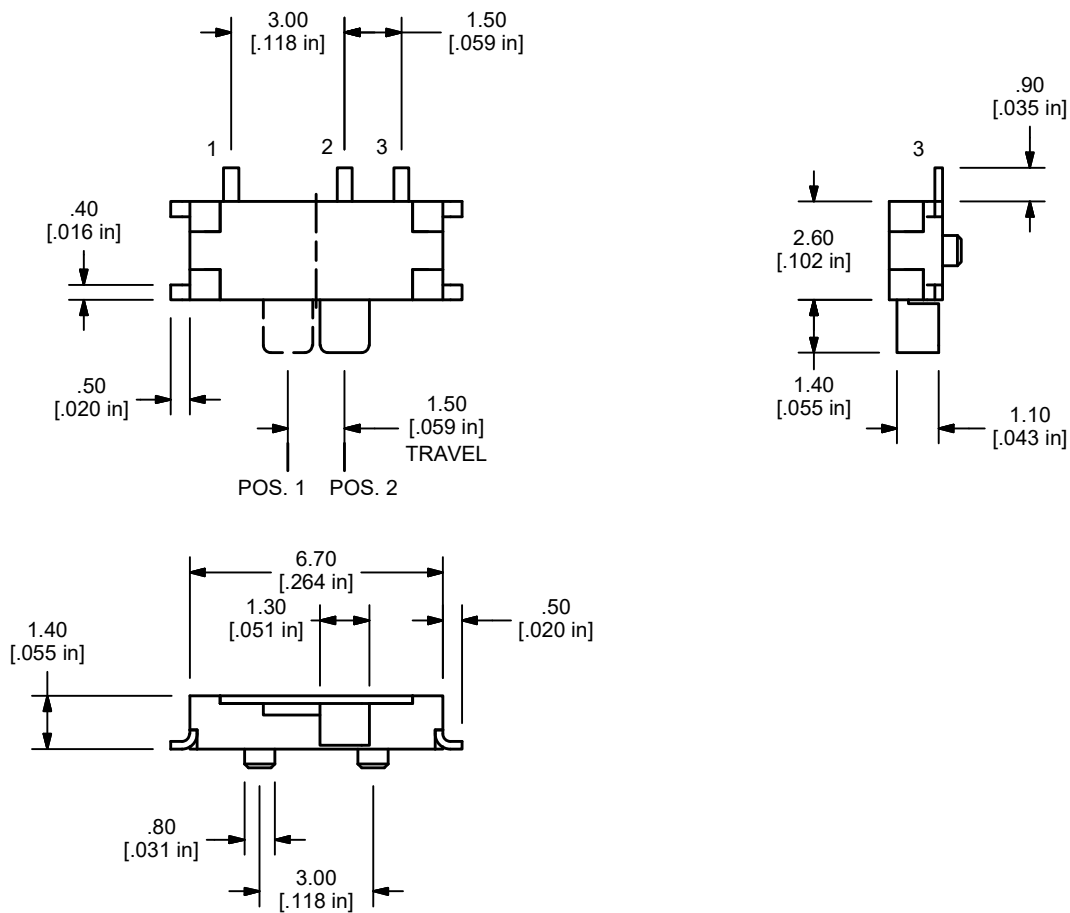 3.00
[.118 in]
1.50
[.059 in]
1
2
3
.40
[.016 in]
.50
[.020 in]
1.50
[.059 in]
TRAVEL
POS. 1
POS. 2
.90
[.035 in]
3
2.60
[.102 in]
1.40
[.055 in]
1.10
[.043 in]
6.70
[.264 in]
1.30
[.051 in]
.50
[.020 in]
1.40
[.055 in]
.80
[.031 in]
3.00
[.118 in]